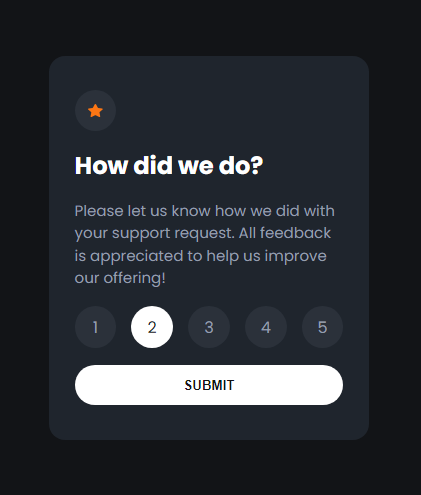 How did we do?
Please let us know how we did with
your support request. All feedback
is appreciated to help us improve
our offering!
1 2 3 4 5
SUBMIT